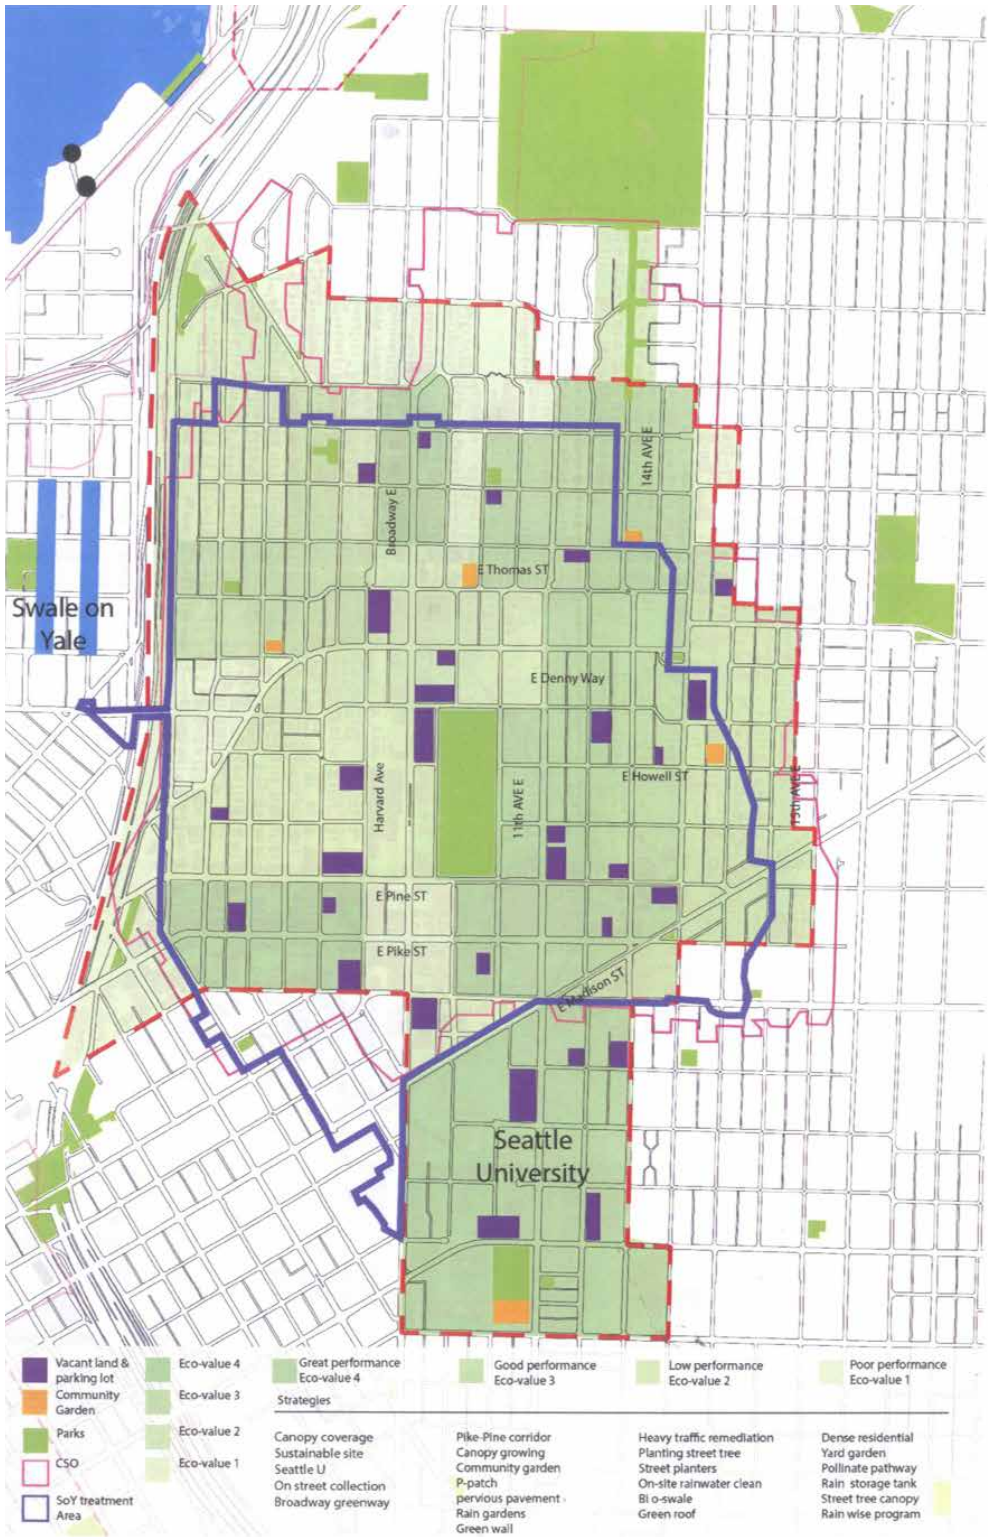 14th AVE E
Broadway E
E Thomas ST
Swale on
Yale
E Denny Way
E Howell ST
Harvard Ave
11th AVE E
15th AVE E
E Pine ST
E Pike ST
E Madison ST
Seattle
University
Vacant land &
parking lot
Community
Garden
Parks
CSO
SoY treatment
Area
Eco-value 4
Eco-value 3
Eco-value 2
Eco-value 1
Great performance
Eco-value 4
Good performance
Eco-value 3
Low performance
Eco-value 2
Poor performance
Eco-value 1
Strategies
Canopy coverage
Sustainable site
Seattle U
On street collection
Broadway greenway
Pike-Pine corridor
Canopy growing
Community garden
P-patch
pervious pavement
Rain gardens
Green wall
Heavy traffic remediation
Planting street tree
Street planters
On-site rainwater clean
Bi o-swale
Green roof
Dense residential
Yard garden
Pollinate pathway
Rain storage tank
Street tree canopy
Rain wise program